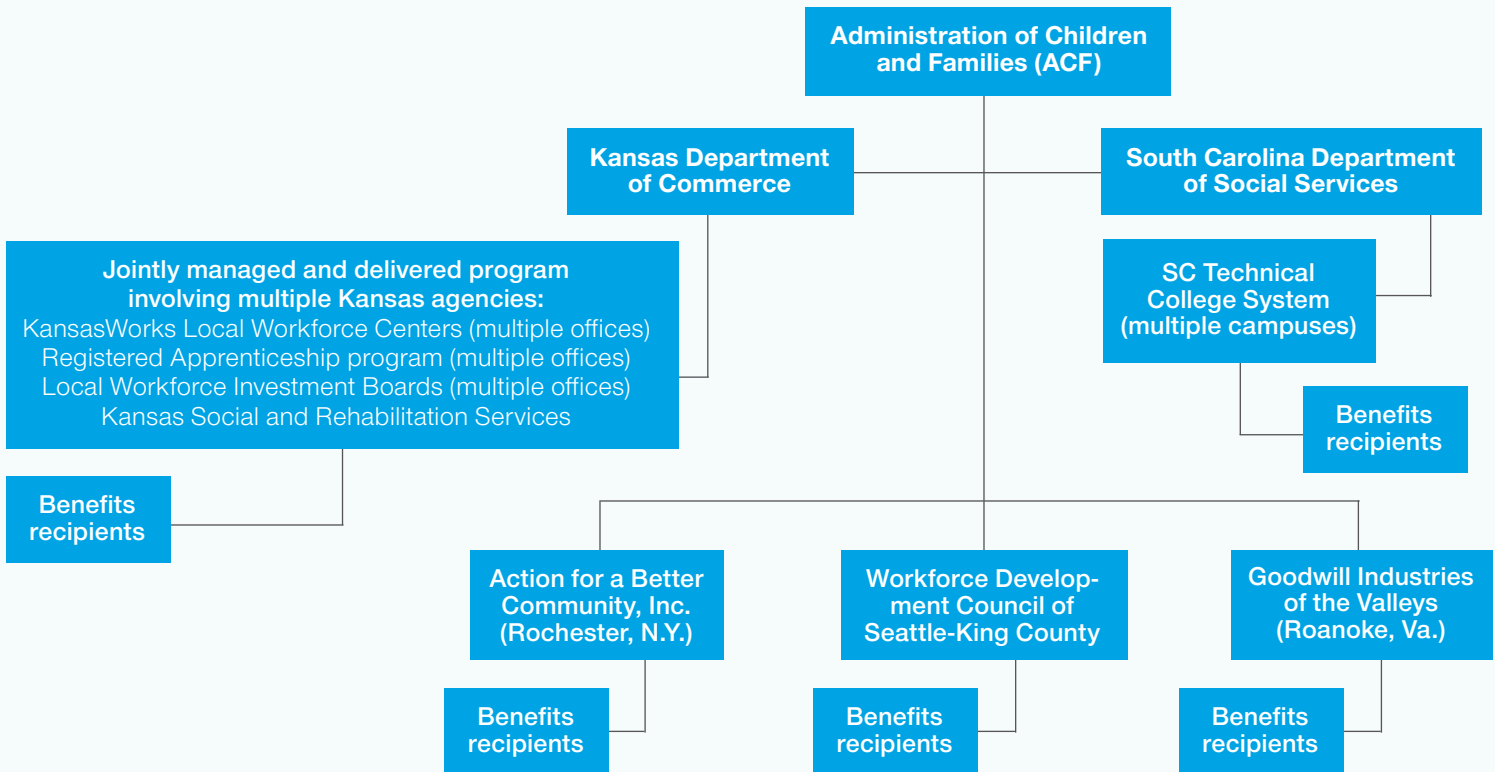 Administration of Children
and Families (ACF)
Kansas Department
of Commerce
South Carolina Department
of Social Services
Jointly managed and delivered program
involving multiple Kansas agencies:
KansasWorks Local Workforce Centers (multiple offices)
Registered Apprenticeship program (multiple offices)
Local Workforce Investment Boards (multiple offices)
Kansas Social and Rehabilitation Services
SC Technical
College System
(multiple campuses)
Benefits
recipients
Benefits
recipients
Action for a Better
Community, Inc.
(Rochester, N.Y.)
Workforce Develop-
ment Council of
Seattle-King County
Goodwill Industries
of the Valleys
(Roanoke, Va.)
Benefits
recipients
Benefits
recipients
Benefits
recipients